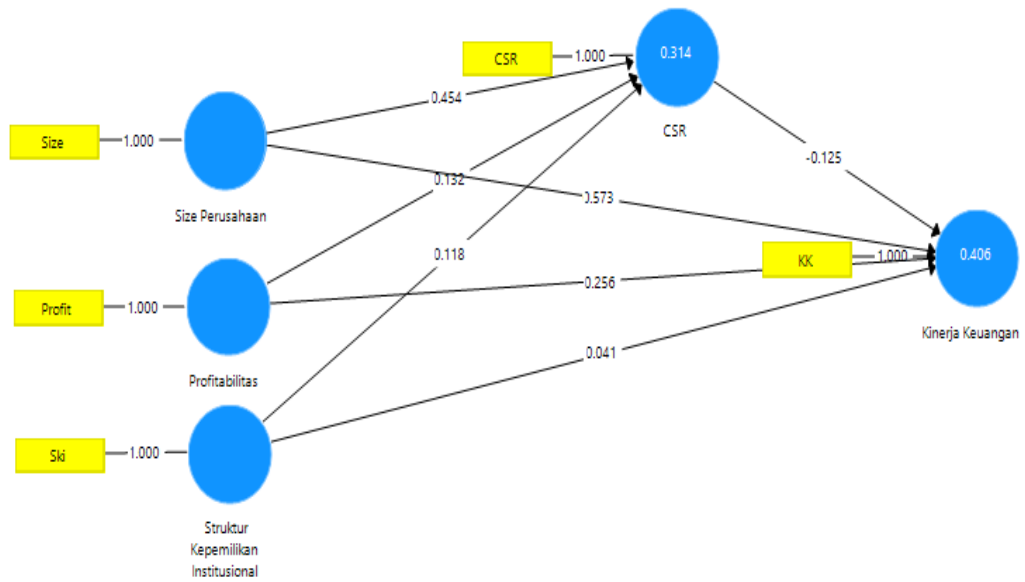 CSR
1.000
0.314
0.454
CSR
Size
1.000
-0.125
0.132
Size Perusahaan
0.573
0.118
KK
1.000
0.406
0.256
Profit
1.000
Kinerja Keuangan
0.041
Profitabilitas
Ski
1.000
Struktur
Kepemilikan
Institusional